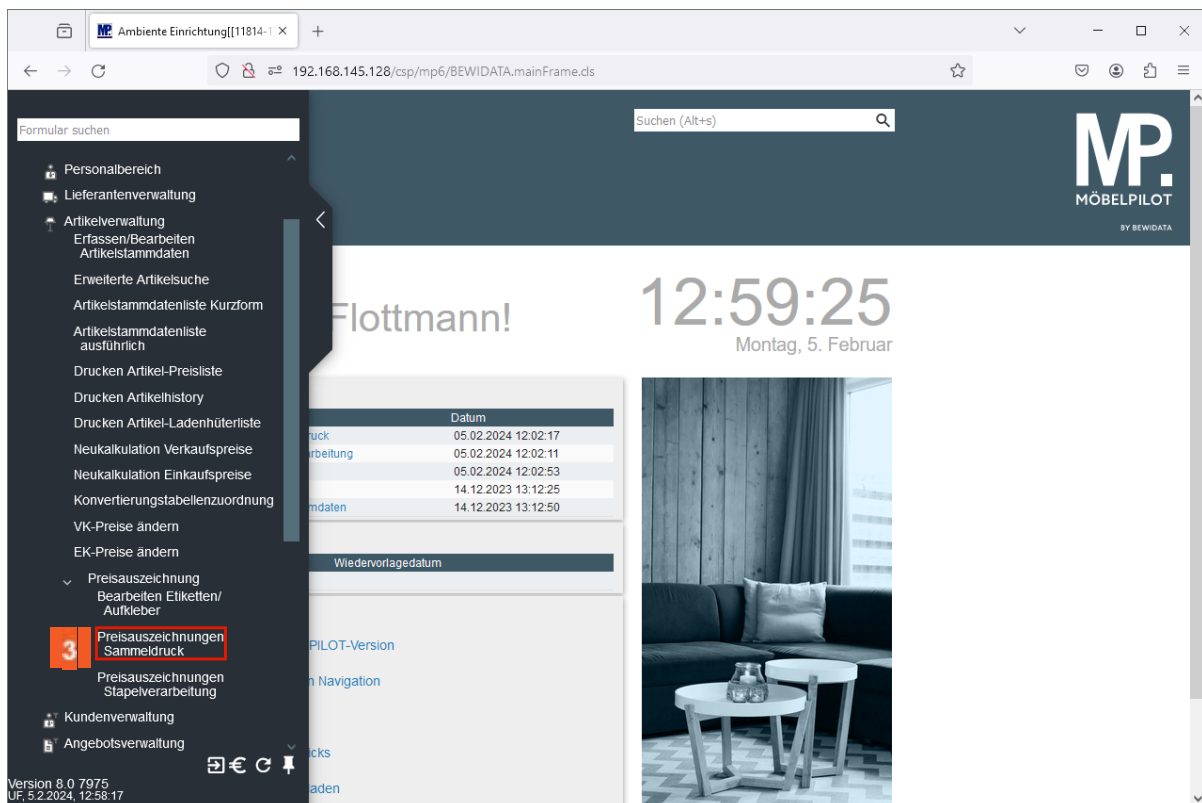 MP. Ambiente Einrichtung[[11814-1
192.168.145.128/csp/mp6/BEWIDATA.mainFrame.cls
Formular suchen
Suchen (Alt+s)
MP.
MÖBELPILOT
BY BEWIDATA
Personalbereich
Lieferantenverwaltung
Artikelverwaltung
Erfassen/Bearbeiten
Artikelstammdaten
Erweiterte Artikelsuche
Artikelstammdatenliste Kurzform
Artikelstammdatenliste
ausführlich
Drucken Artikel-Preisliste
Drucken Artikelhistory
Drucken Artikel-Ladenhüterliste
Neukalkulation Verkaufspreise
Neukalkulation Einkaufspreise
Konvertierungstabellenzuordnung
VK-Preise ändern
EK-Preise ändern
Preisauszeichnung
Bearbeiten Etiketten/
Aufkleber
3
Preisauszeichnungen
Sammeldruck
Preisauszeichnungen
Stapelverarbeitung
Kundenverwaltung
Angebotsverwaltung
€
Version 8.0 7975
UF, 5.2.2024, 12:58:17
Flottmann!
12:59:25
Montag, 5. Februar
Datum
ruck 05.02.2024 12:02:17
rbeitung 05.02.2024 12:02:11
05.02.2024 12:02:53
14.12.2023 13:12:25
mdaten 14.12.2023 13:12:50
Wiedervorlagedatum
PILOT-Version
n Navigation
icks
aden